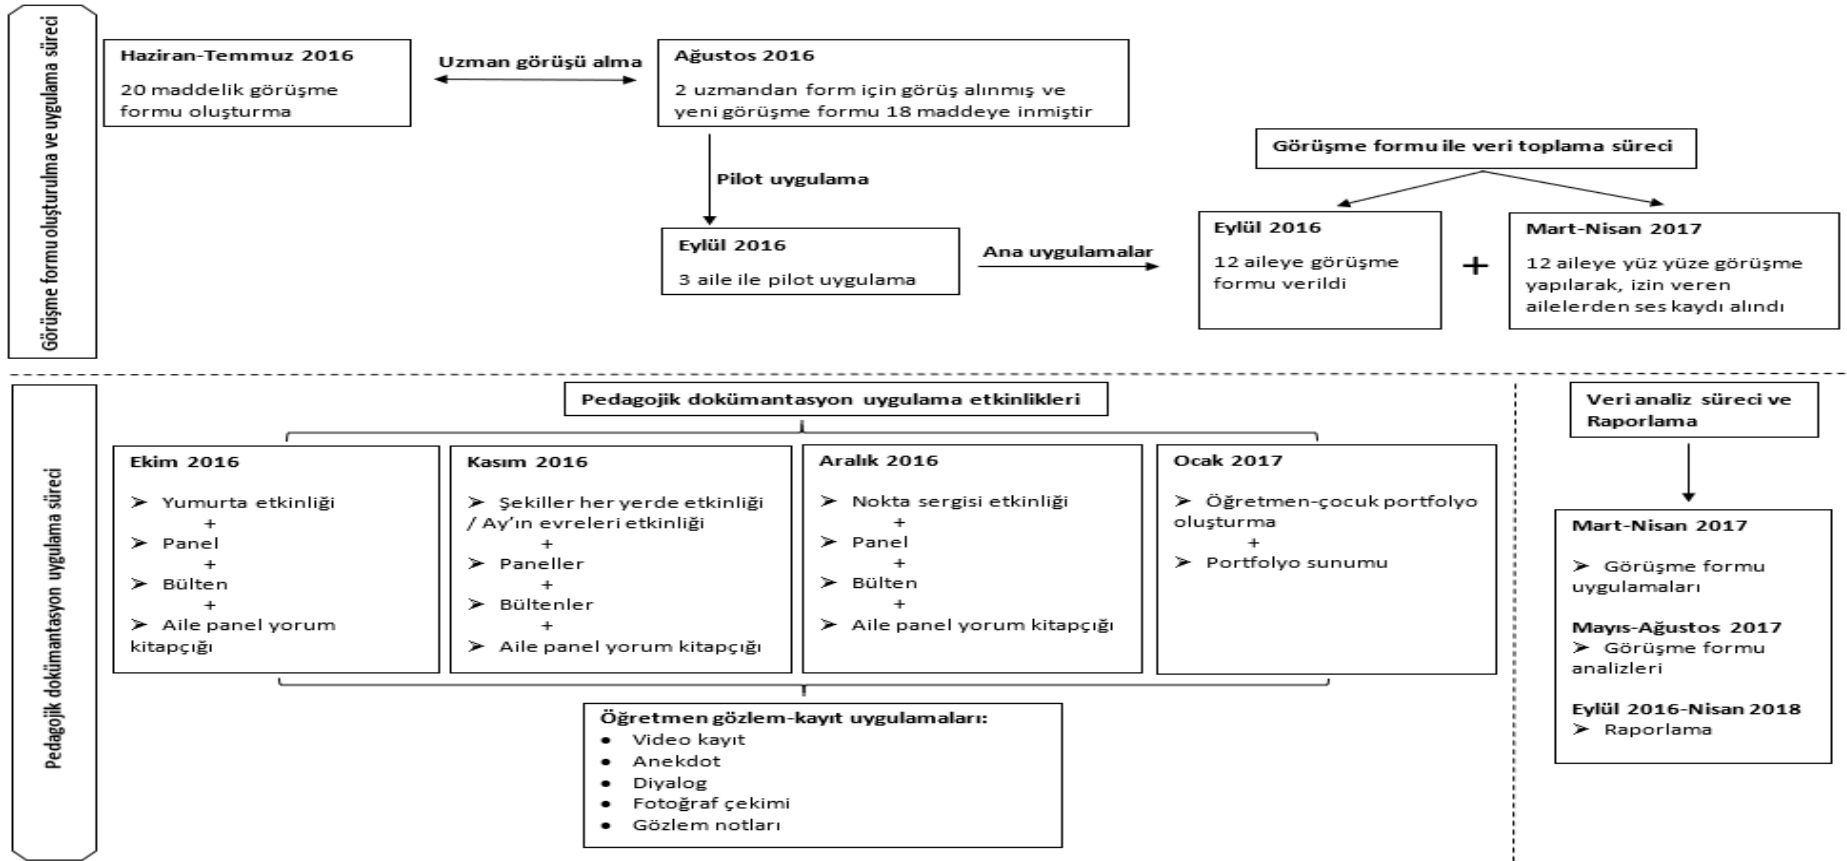 Görüşme formu oluşturulma ve uygulama süreci
Haziran-Temmuz 2016
20 maddelik görüşme
formu oluşturma
Uzman görüşü alma
Ağustos 2016
2 uzmandan form için görüş alınmış ve
yeni görüşme formu 18 maddeye inmiştir
Pilot uygulama
Eylül 2016
3 aile ile pilot uygulama
Ana uygulamalar
Görüşme formu ile veri toplama süreci
Eylül 2016
12 aileye görüşme
formu verildi
+
Mart-Nisan 2017
12 aileye yüz yüze görüşme
yapılarak, izin veren
ailelerden ses kaydı alındı
Pedagojik dokümantasyon uygulama süreci
Pedagojik dokümantasyon uygulama etkinlikleri
Ekim 2016
➢ Yumurta etkinliği
+
➢ Panel
+
➢ Bülten
+
➢ Aile panel yorum
kitapçığı
Kasım 2016
➢ Şekiller her yerde etkinliği
/ Ay'ın evreleri etkinliği
+
➢ Paneller
+
➢ Bültenler
+
➢ Aile panel yorum kitapçığı
Aralık 2016
➢ Nokta sergisi etkinliği
+
➢ Panel
+
➢ Bülten
+
➢ Aile panel yorum kitapçığı
Ocak 2017
➢ Öğretmen-çocuk portfolyo
oluşturma
+
➢ Portfolyo sunumu
Öğretmen gözlem-kayıt uygulamaları:
• Video kayıt
• Anekdot
• Diyalog
• Fotoğraf çekimi
• Gözlem notları
Veri analiz süreci ve
Raporlama
Mart-Nisan 2017
➢ Görüşme formu
uygulamaları
Mayıs-Ağustos 2017
➢ Görüşme formu
analizleri
Eylül 2016-Nisan 2018
➢ Raporlama